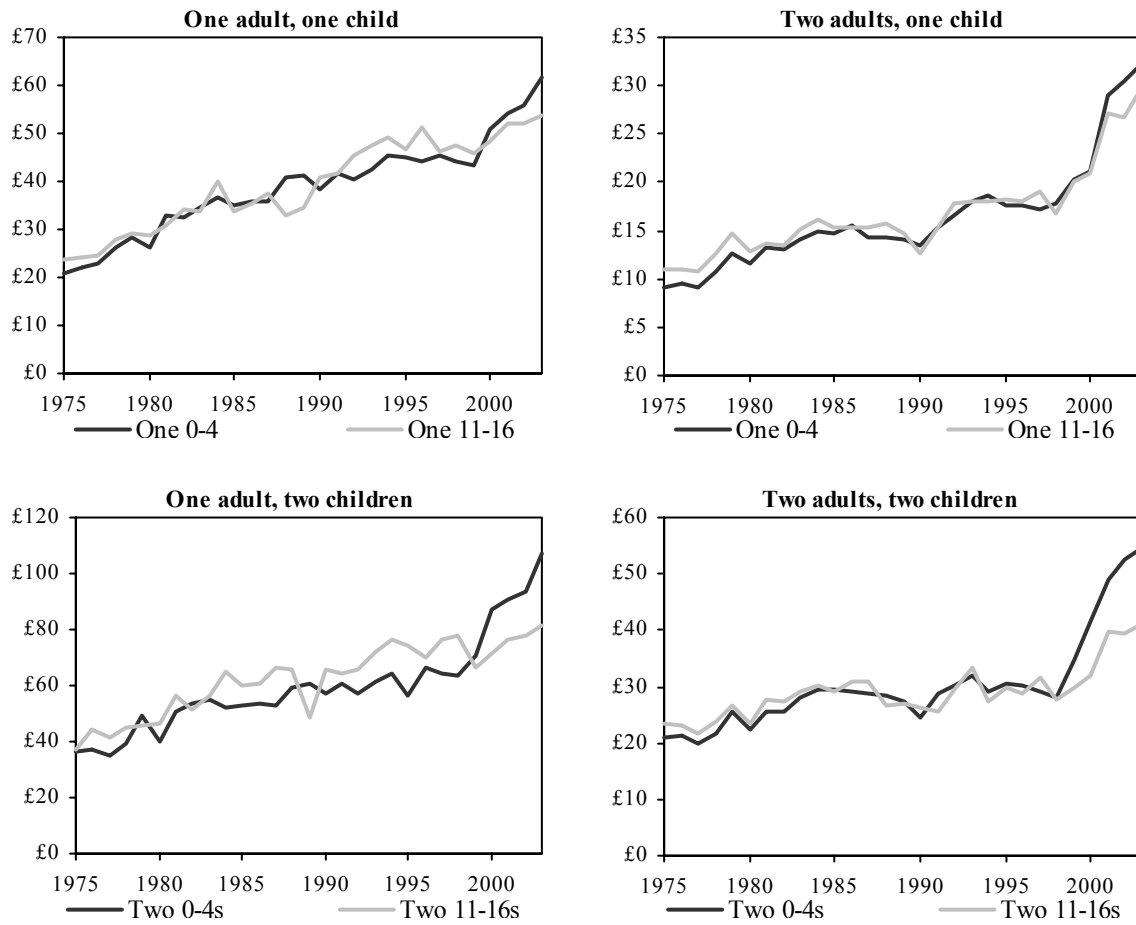 One adult, one child
£70
£60
£50
£40
£30
£20
£10
£0
1975 1980 1985 1990 1995 2000
One 0-4 One 11-16
Two adults, one child
£35
£30
£25
£20
£15
£10
£5
£0
1975 1980 1985 1990 1995 2000
One 0-4 One 11-16
One adult, two children
£120
£100
£80
£60
£40
£20
£0
1975 1980 1985 1990 1995 2000
Two 0-4s Two 11-16s
Two adults, two children
£60
£50
£40
£30
£20
£10
£0
1975 1980 1985 1990 1995 2000
Two 0-4s Two 11-16s